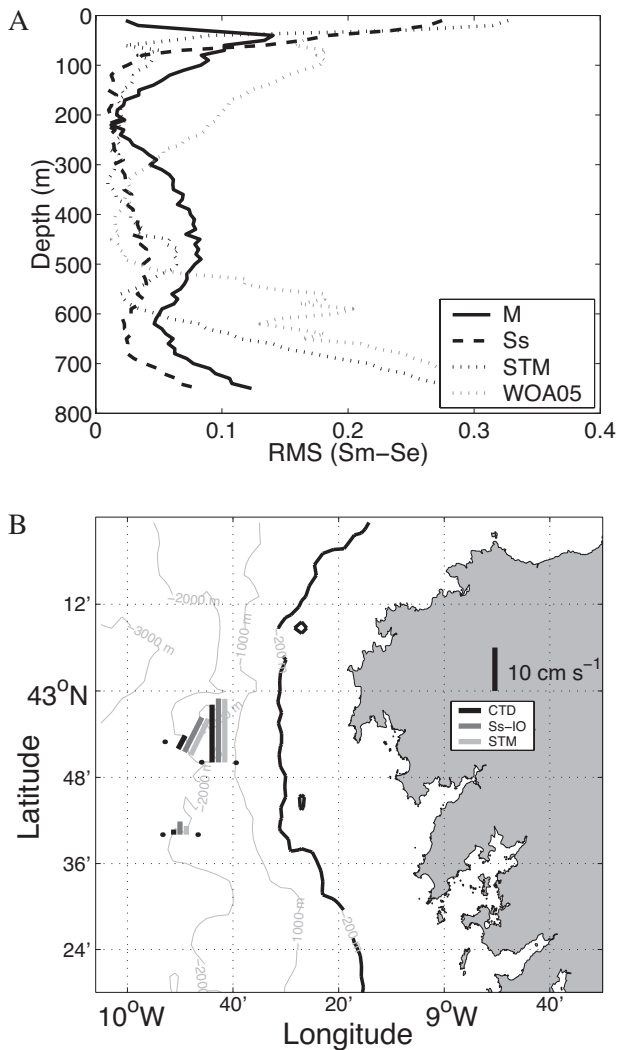 A
0
100
200
300
400
500
600
700
800
Depth (m)
0
0.1
0.2
0.3
0.4
RMS (Sm−Se)
M
Ss
STM
WOA05
B
12'
43°N
48'
36'
24'
Latitude
10°W
40'
20'
9°W
40'
Longitude
−2000 m
−3000 m
−1000 m
−200
−2000 m
−1000 m
−200
−2000
10 cm s⁻¹
CTD
Ss−IO
STM